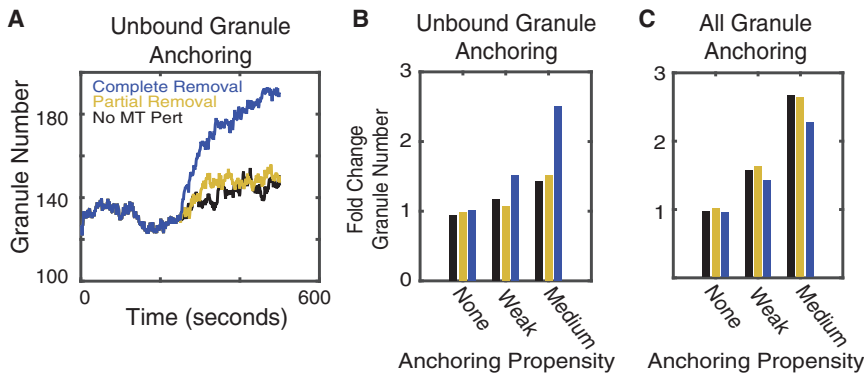 A
Unbound Granule
Anchoring
Complete Removal
Partial Removal
No MT Pert
180
140
100
Granule Number
0
600
Time (seconds)
B
Unbound Granule
Anchoring
3
2
1
0
Fold Change
Granule Number
None
Weak
Medium
Anchoring Propensity
C
All Granule
Anchoring
3
2
1
None
Weak
Medium
Anchoring Propensity